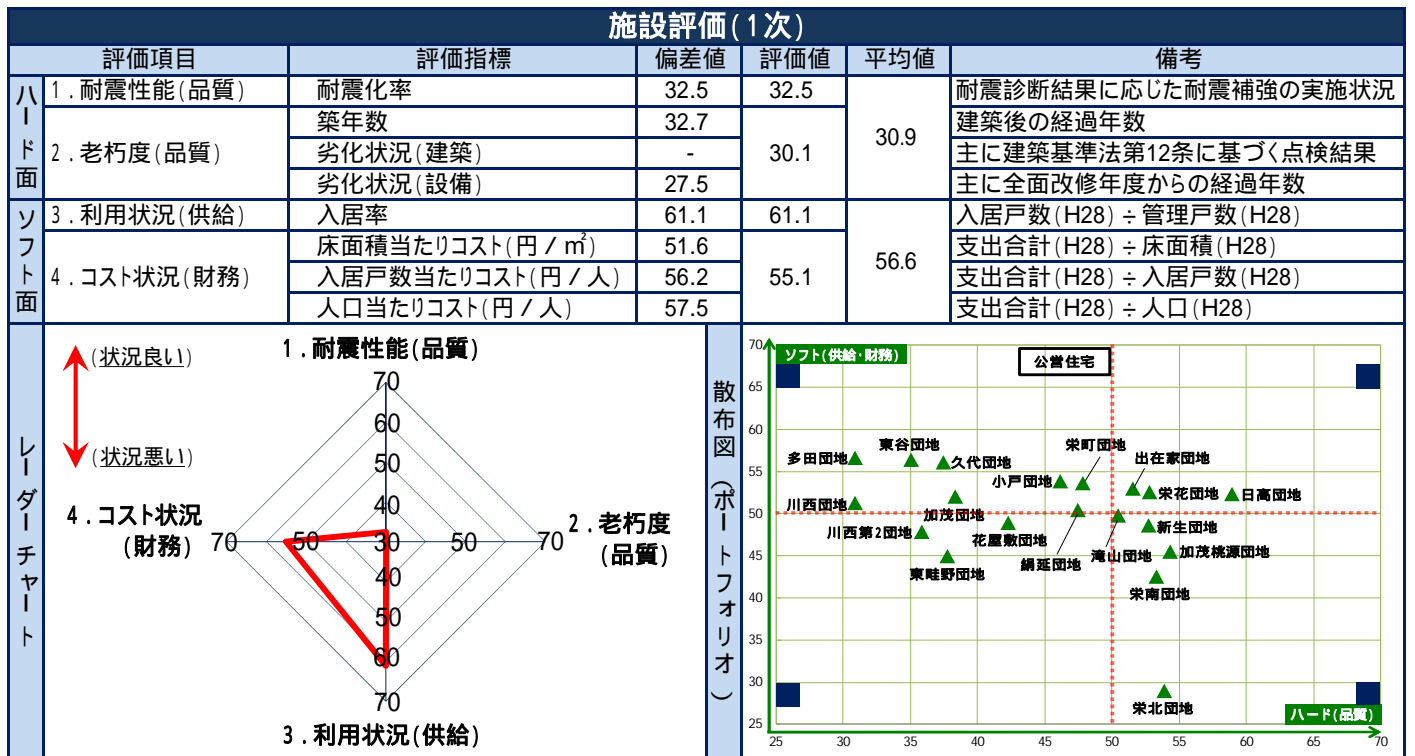 施設評価(1次)
評価項目 評価指標 偏差値 評価値 平均値 備考
ハード面
1．耐震性能(品質) 耐震化率 32.5 32.5 30.9 耐震診断結果に応じた耐震補強の実施状況
2．老朽度(品質) 築年数 32.7 30.1 建築後の経過年数
劣化状況(建築) - 主に建築基準法第12条に基づく点検結果
劣化状況(設備) 27.5 主に全面改修年度からの経過年数
ソフト面
3．利用状況(供給) 入居率 61.1 61.1 56.6 入居戸数(H28)÷管理戸数(H28)
4．コスト状況(財務) 床面積当たりコスト(円／㎡) 51.6 55.1 支出合計(H28)÷床面積(H28)
入居戸数当たりコスト(円／人) 56.2 支出合計(H28)÷入居戸数(H28)
人口当たりコスト(円／人) 57.5 支出合計(H28)÷人口(H28)
レーダーチャート
(状況良い)
(状況悪い)
1．耐震性能(品質)
70
60
50
40
4．コスト状況
(財務)
70 50 30 50 70
2．老朽度
(品質)
40
50
60
70
3．利用状況(供給)
散布図(ポートフォリオ)
ソフト(供給・財務)
公営住宅
70
65
60
55
50
45
40
35
30
25
多田団地
東谷団地
久代団地
小戸団地
栄町団地
出在家団地
栄花団地
日高団地
川西団地
加茂団地
川西第2団地
花屋敷団地
東畦野団地
絹延団地
滝山団地
新生団地
加茂桃源団地
栄南団地
栄北団地
ハード(品質)
25 30 35 40 45 50 55 60 65 70